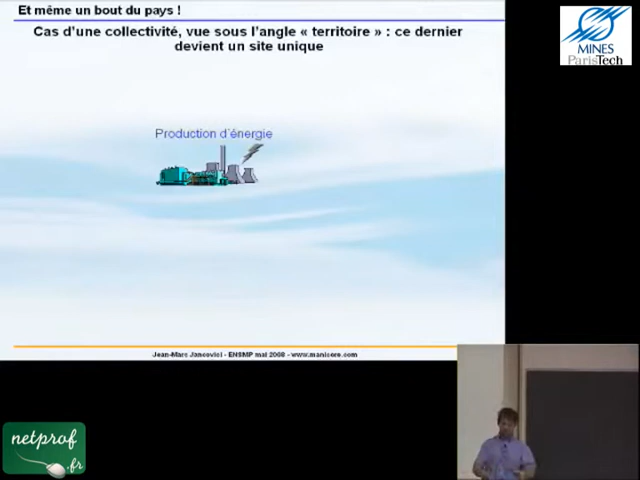 Et même un bout du pays !
Cas d'une collectivité, vue sous l'angle « territoire » : ce dernier
devient un site unique
Production d'énergie
Jean-Marc Jancovici - ENSMP mai 2008 - www.manicore.com
MINES
ParisTech
netprof
.fr